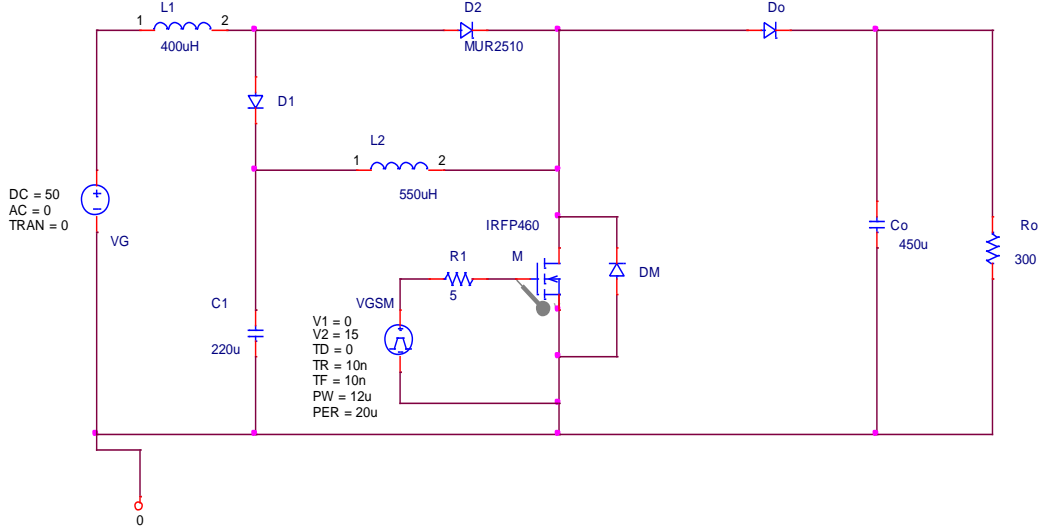 L1
1 2
400uH
D2
MUR2510
Do
D1
L2
1 2
550uH
DC = 50
AC = 0
TRAN = 0
VG
IRFP460
M
R1
5
DM
Co
450u
Ro
300
C1
220u
VGSM
V1 = 0
V2 = 15
TD = 0
TR = 10n
TF = 10n
PW = 12u
PER = 20u
0